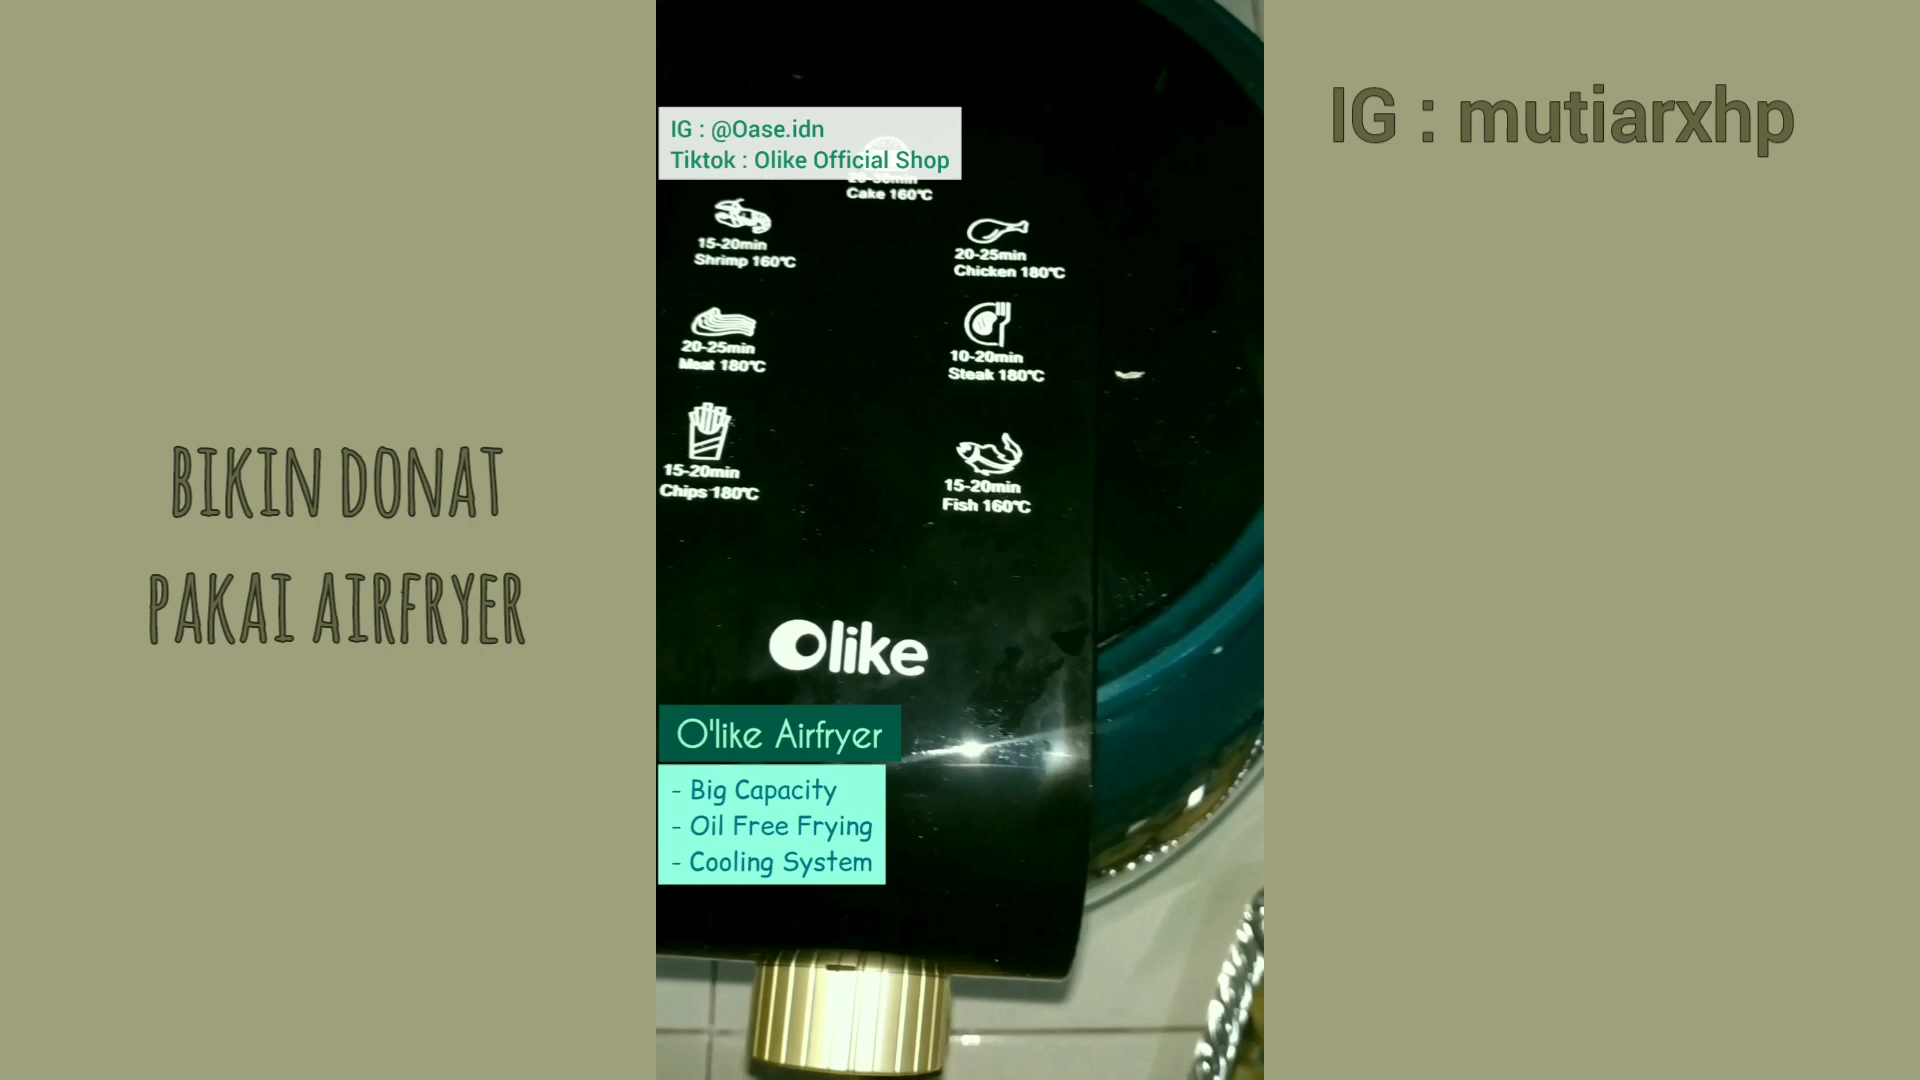 IG : mutiarxhp
IG : @Oase.idn
Tiktok : Olike Official Shop
20-30min
Cake 160℃
15-20min
Shrimp 160℃
20-25min
Chicken 180℃
20-25min
Meat 180℃
10-20min
Steak 180℃
15-20min
Chips 180℃
15-20min
Fish 160℃
BIKIN DONAT
PAKAI AIRFRYER
Olike
O'like Airfryer
- Big Capacity
- Oil Free Frying
- Cooling System